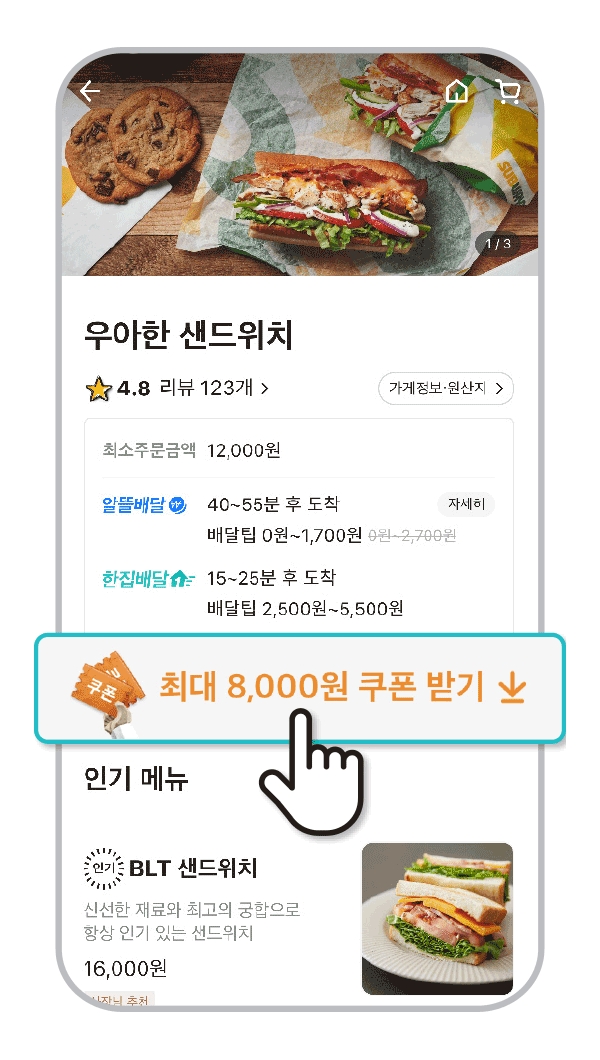 SUBWAY
1 / 3
우아한 샌드위치
4.8 리뷰 123개
가게정보·원산지
최소주문금액 12,000원
알뜰배달 40~55분 후 도착 자세히
배달팁 0원~1,700원 0원~2,700원
한집배달 15~25분 후 도착
배달팁 2,500원~5,500원
쿠폰 최대 8,000원 쿠폰 받기
인기 메뉴
인기 BLT 샌드위치
신선한 재료와 최고의 궁합으로
항상 인기 있는 샌드위치
16,000원
사장님 추천